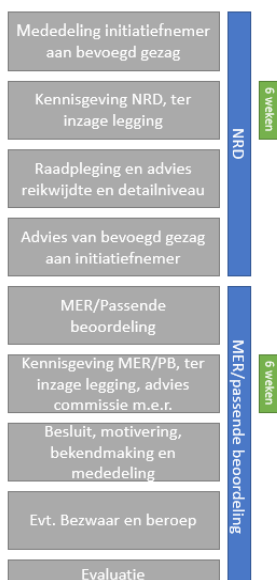 Mededeling initiatiefnemer
aan bevoegd gezag
Kennisgeving NRD, ter
inzage legging
6 weken
NRD
Raadpleging en advies
reikwijdte en detailniveau
Advies van bevoegd gezag
aan initiatiefnemer
MER/Passende
beoordeling
Kennisgeving MER/PB, ter
inzage legging, advies
commissie m.e.r.
6 weken
MER/passende beoordeling
Besluit, motivering,
bekendmaking en
mededeling
Evt. Bezwaar en beroep
Evaluatie